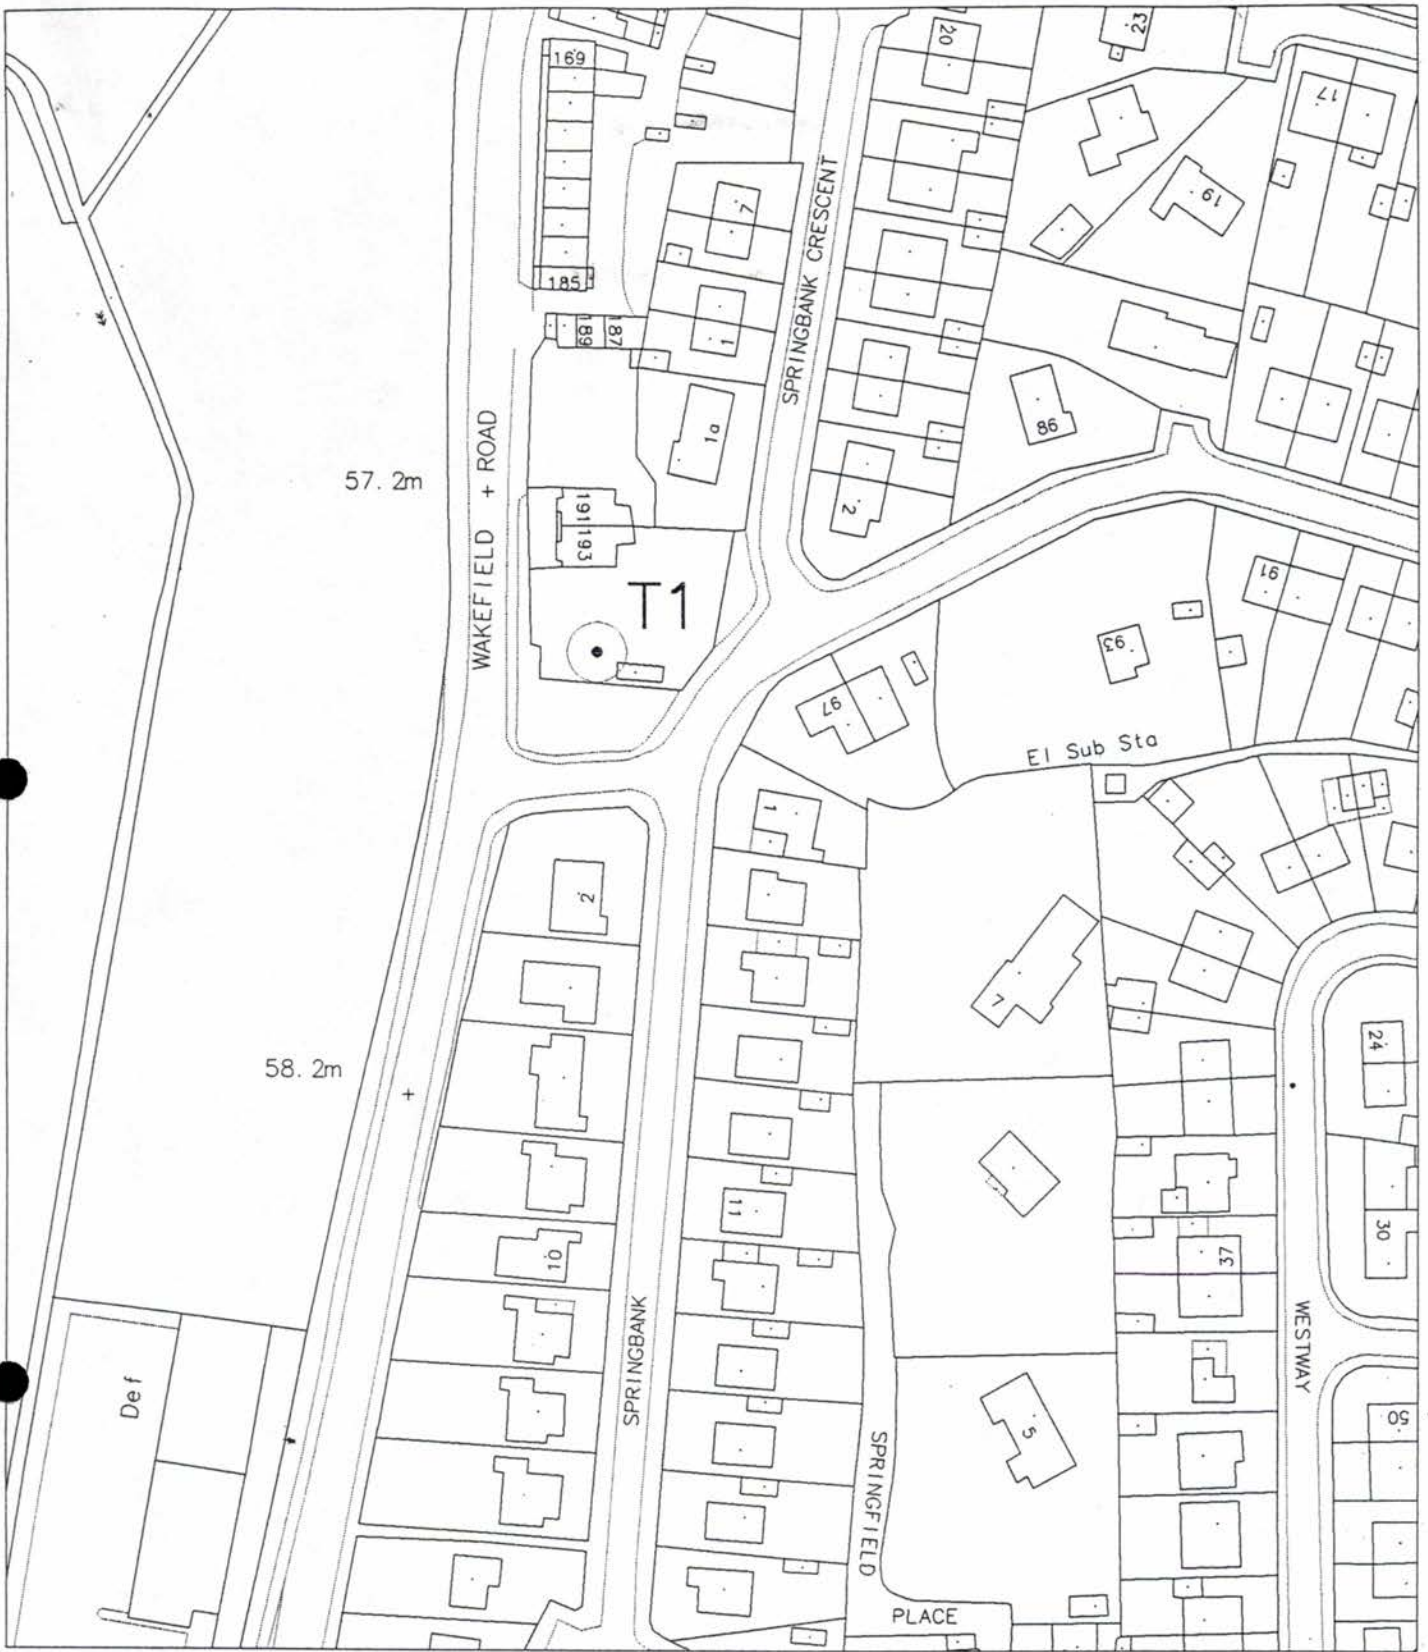 169
20
23
17
7
19
185
SPRINGBANK CRESCENT
189
187
1
1a
86
WAKEFIELD + ROAD
57. 2m
2
191193
91
T1
93
97
El Sub Sta
1
2
7
24
58. 2m
11
30
10
37
SPRINGBANK
WESTWAY
Def
50
5
SPRINGFIELD
PLACE